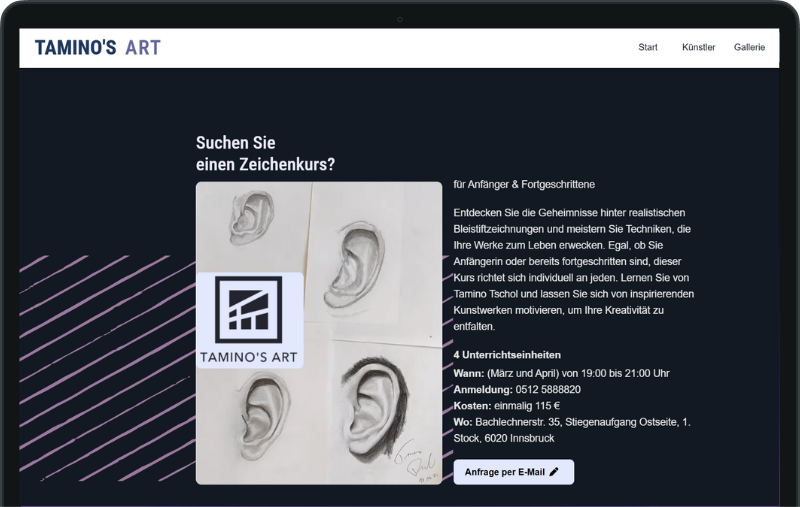 TAMINO'S ART
Start Künstler Gallerie
Suchen Sie
einen Zeichenkurs?
TAMINO'S ART
für Anfänger & Fortgeschrittene
Entdecken Sie die Geheimnisse hinter realistischen
Bleistiftzeichnungen und meistern Sie Techniken, die
Ihre Werke zum Leben erwecken. Egal, ob Sie
Anfängerin oder bereits fortgeschritten sind, dieser
Kurs richtet sich individuell an jeden. Lernen Sie von
Tamino Tschol und lassen Sie sich von inspirierenden
Kunstwerken motivieren, um Ihre Kreativität zu
entfalten.
4 Unterrichtseinheiten
Wann: (März und April) von 19:00 bis 21:00 Uhr
Anmeldung: 0512 5888820
Kosten: einmalig 115 €
Wo: Bachlechnerstr. 35, Stiegenaufgang Ostseite, 1.
Stock, 6020 Innsbruck
Anfrage per E-Mail